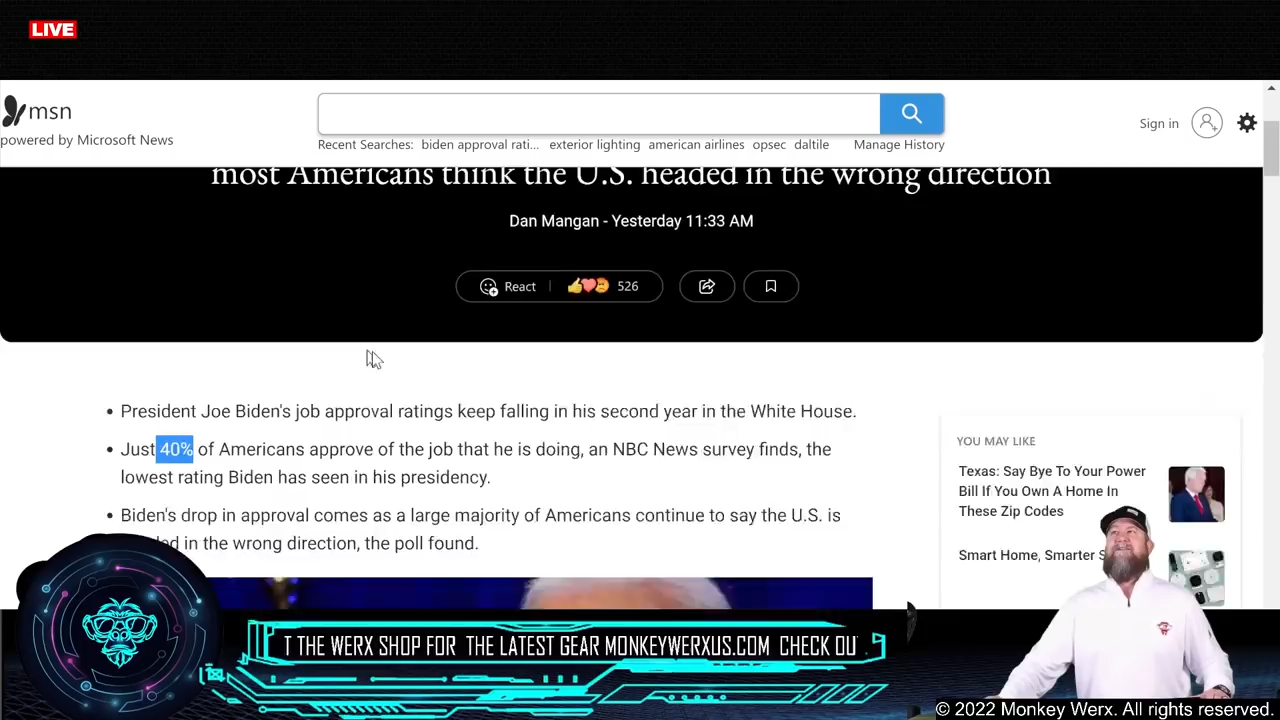 LIVE
msn
powered by Microsoft News
Recent Searches: biden approval rati... exterior lighting american airlines opsec daltile Manage History
Sign in
most Americans think the U.S. headed in the wrong direction
Dan Mangan - Yesterday 11:33 AM
React 526
• President Joe Biden's job approval ratings keep falling in his second year in the White House.
• Just 40% of Americans approve of the job that he is doing, an NBC News survey finds, the
lowest rating Biden has seen in his presidency.
• Biden's drop in approval comes as a large majority of Americans continue to say the U.S. is
in the wrong direction, the poll found.
YOU MAY LIKE
Texas: Say Bye To Your Power
Bill If You Own A Home In
These Zip Codes
Smart Home, Smarter
T THE WERX SHOP FOR THE LATEST GEAR MONKEYWERXUS.COM CHECK OU
© 2022 Monkey Werx. All rights reserved.